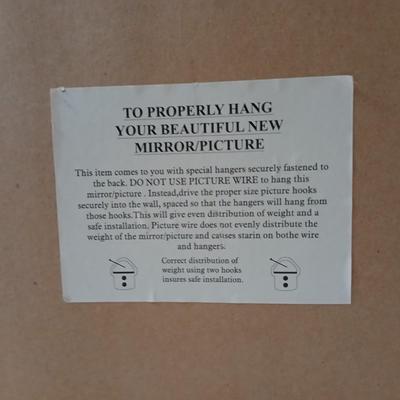 TO PROPERLY HANG
YOUR BEAUTIFUL NEW
MIRROR/PICTURE
This item comes to you with special hangers securely fastened to
the back. DO NOT USE PICTURE WIRE to hang this
mirror/picture . Instead,drive the proper size picture hooks
securely into the wall, spaced so that the hangers will hang from
those hooks.This will give even distribution of weight and a
safe installation. Picture wire does not evenly distribute the
weight of the mirror/picture and causes starin on bothe wire
and hangers.
Correct distribution of
weight using two hooks
insures safe installation.